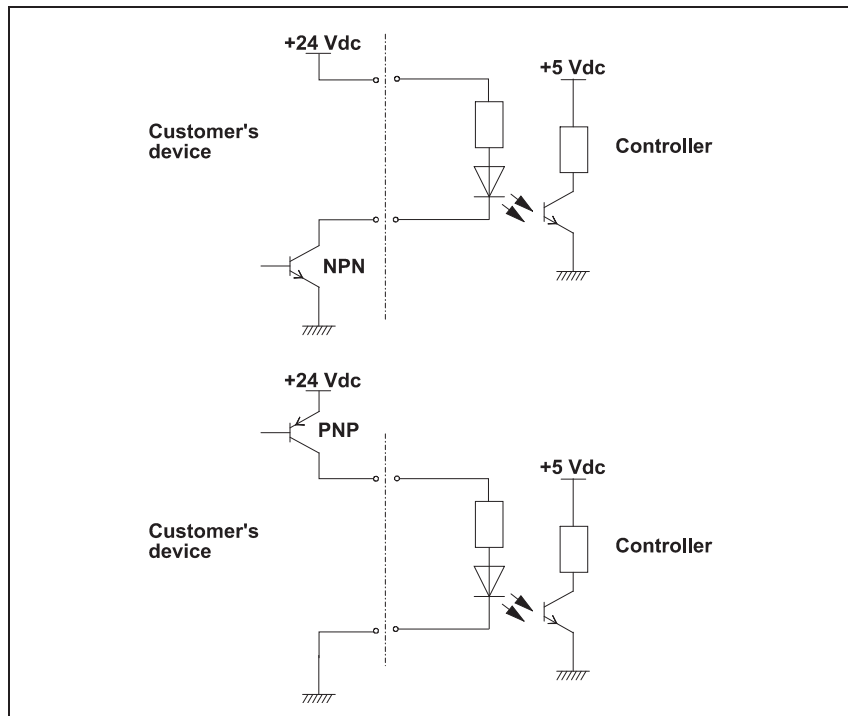 +24 Vdc
+5 Vdc
Customer's
device
Controller
NPN
+24 Vdc
PNP
+5 Vdc
Customer's
device
Controller